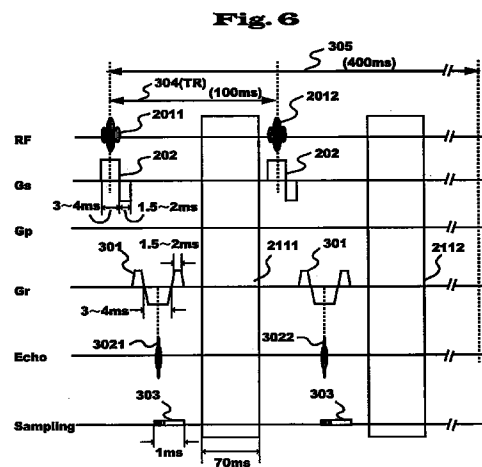 Fig. 6
305
(400ms)
304(TR)
(100ms)
2011
2012
RF
202
202
Gs
3~4ms
1.5~2ms
Gp
301
1.5~2ms
2111
301
2112
Gr
3~4ms
3021
3022
Echo
303
303
Sampling
1ms
70ms